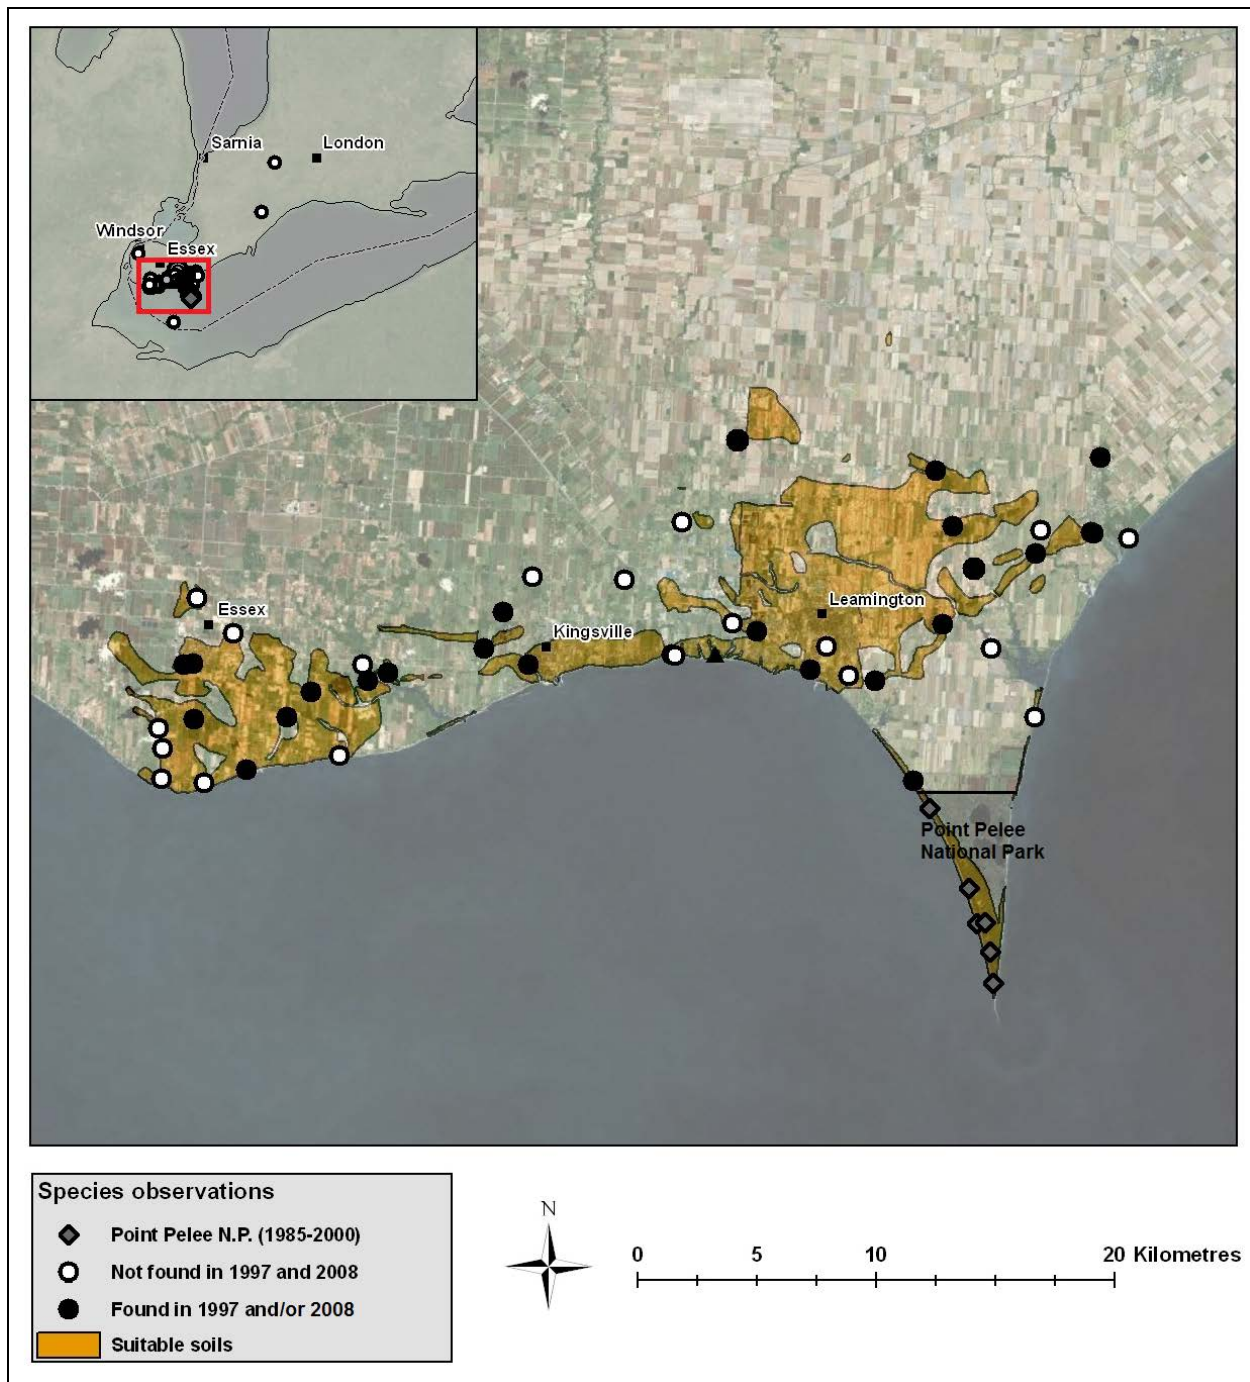 Sarnia
London
Windsor
Essex
Essex
Kingsville
Leamington
Point Pelee
National Park
Species observations
Point Pelee N.P. (1985-2000)
Not found in 1997 and 2008
Found in 1997 and/or 2008
Suitable soils
N
0 5 10 20 Kilometres